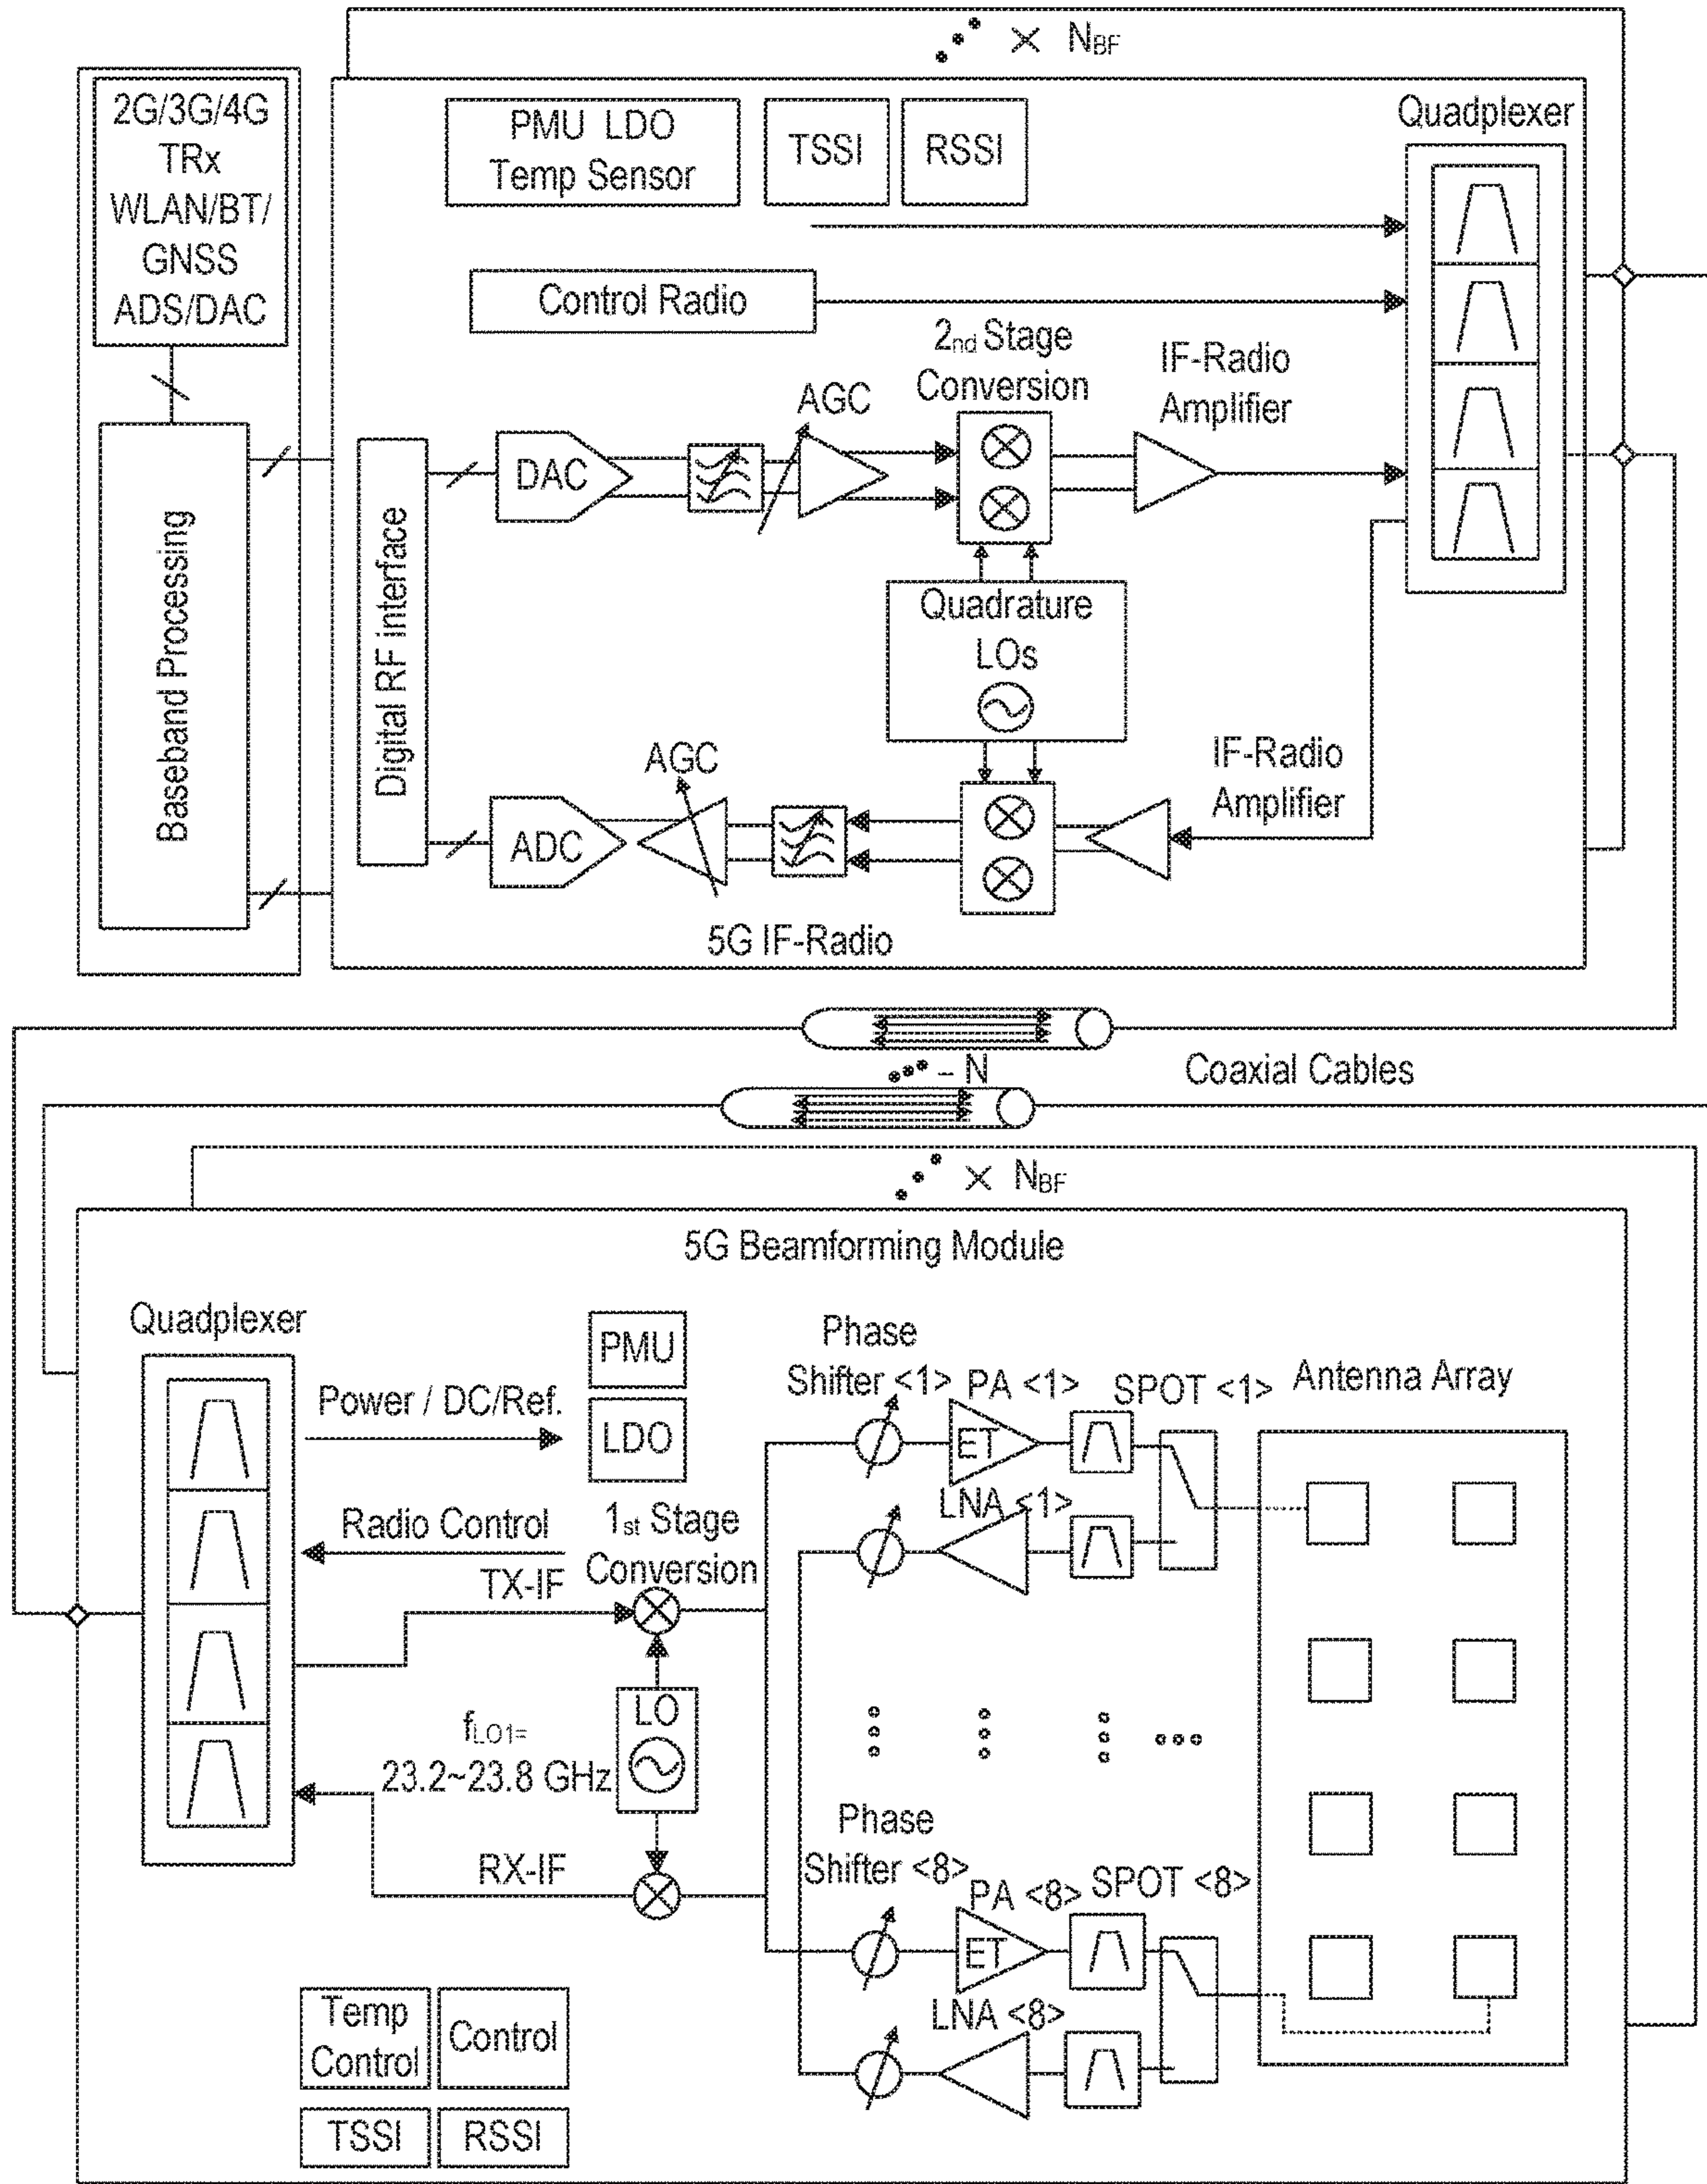 × NBF
2G/3G/4G
TRx
WLAN/BT/
GNSS
ADS/DAC
Baseband Processing
PMU LDO
Temp Sensor
TSSI
RSSI
Quadplexer
Control Radio
2nd Stage
Conversion
IF-Radio
Amplifier
AGC
DAC
Digital RF interface
Quadrature
LOs
AGC
IF-Radio
Amplifier
ADC
5G IF-Radio
– N
Coaxial Cables
× NBF
5G Beamforming Module
Quadplexer
Power / DC/Ref.
PMU
LDO
Radio Control
1st Stage
Conversion
TX-IF
LO
fLO1=
23.2~23.8 GHz
RX-IF
Phase
Shifter <1>
PA <1>
SPOT <1>
Antenna Array
ET
LNA <1>
Phase
Shifter <8>
PA <8>
SPOT <8>
ET
LNA <8>
Temp
Control
Control
TSSI
RSSI